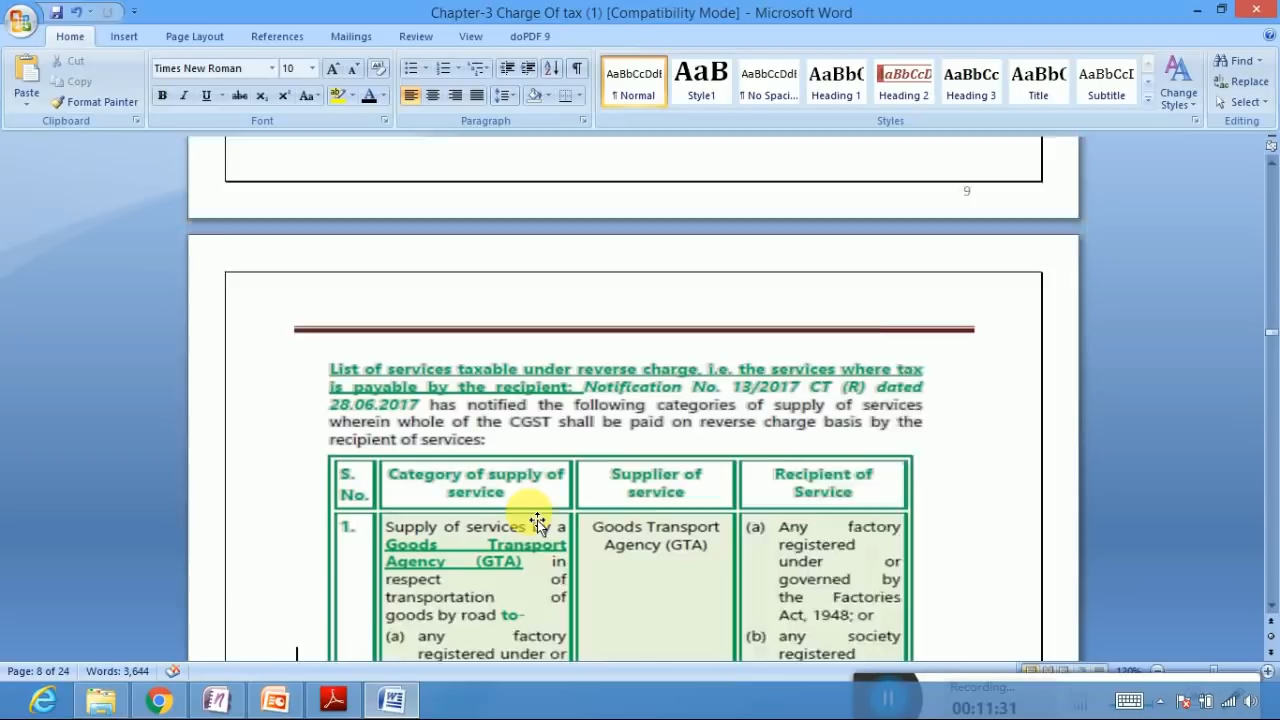 Chapter-3 Charge Of tax (1) [Compatibility Mode] - Microsoft Word
Home Insert Page Layout References Mailings Review View doPDF 9
Paste
Cut
Copy
Format Painter
Clipboard
Times New Roman 10
Font
Paragraph
AaBbCcDdI AaB AaBbCcDdI AaBbC AaBbCcD AaBbCc AaBbC AaBbCcI
¶ Normal Style1 ¶ No Spaci... Heading 1 Heading 2 Heading 3 Title Subtitle
Change Styles
Styles
Find
Replace
Select
Editing
9
List of services taxable under reverse charge, i.e. the services where tax
is payable by the recipient: Notification No. 13/2017 CT (R) dated
28.06.2017 has notified the following categories of supply of services
wherein whole of the CGST shall be paid on reverse charge basis by the
recipient of services:
S. No.
Category of supply of service
Supplier of service
Recipient of Service
1.
Supply of services by a
Goods Transport
Agency (GTA) in
respect of
transportation of
goods by road to-
(a) any factory
registered under or
Goods Transport
Agency (GTA)
(a) Any factory
registered
under or
governed by
the Factories
Act, 1948; or
(b) any society
registered
Page: 8 of 24 Words: 3,644 120%
Recording...
00:11:31